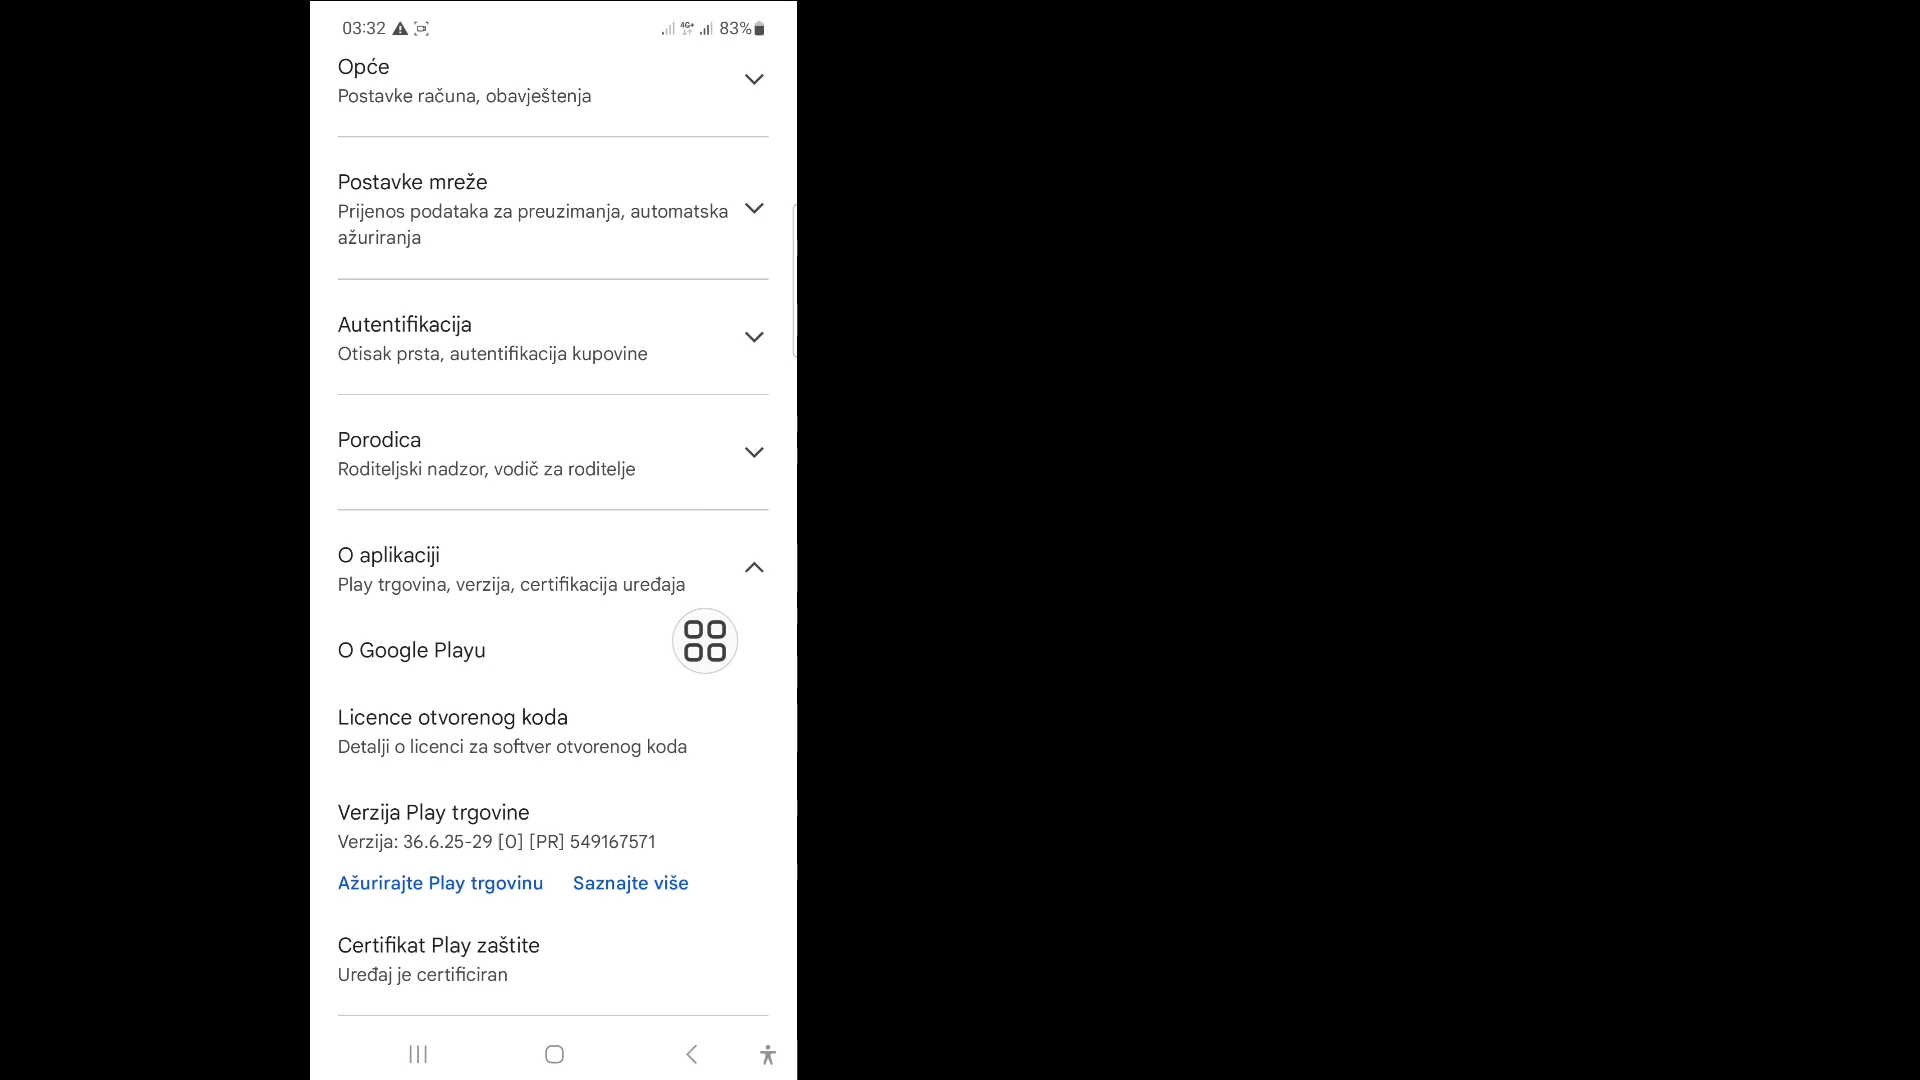 03:32
4G+
83%
Opće
Postavke računa, obavještenja
Postavke mreže
Prijenos podataka za preuzimanja, automatska
ažuriranja
Autentifikacija
Otisak prsta, autentifikacija kupovine
Porodica
Roditeljski nadzor, vodič za roditelje
O aplikaciji
Play trgovina, verzija, certifikacija uređaja
O Google Playu
Licence otvorenog koda
Detalji o licenci za softver otvorenog koda
Verzija Play trgovine
Verzija: 36.6.25-29 [0] [PR] 549167571
Ažurirajte Play trgovinu
Saznajte više
Certifikat Play zaštite
Uređaj je certificiran